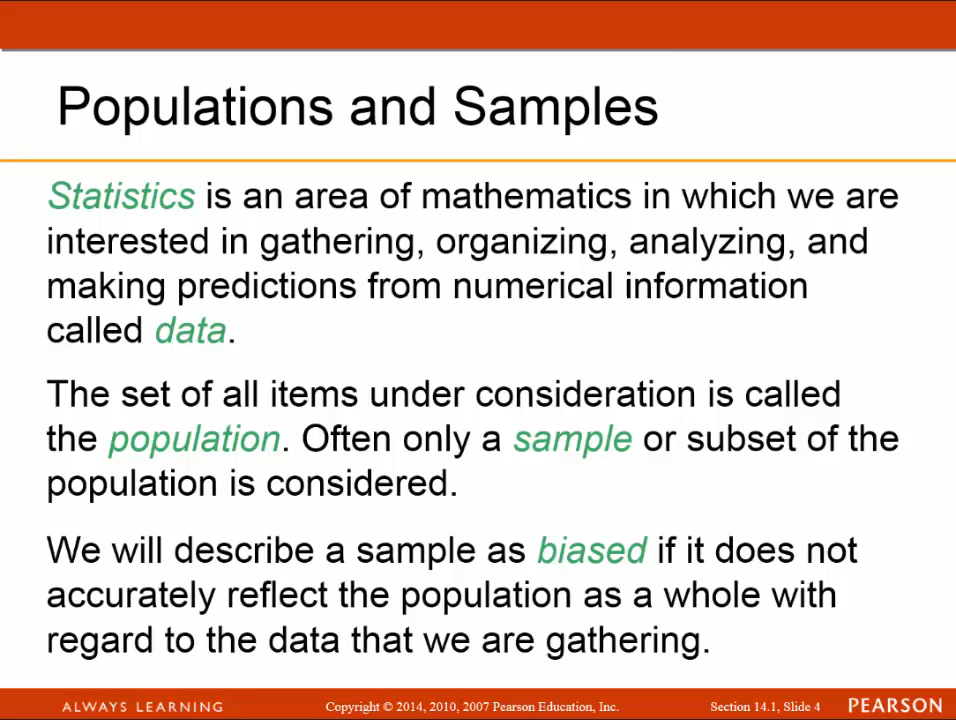 Populations and Samples
Statistics is an area of mathematics in which we are
interested in gathering, organizing, analyzing, and
making predictions from numerical information
called data.
The set of all items under consideration is called
the population. Often only a sample or subset of the
population is considered.
We will describe a sample as biased if it does not
accurately reflect the population as a whole with
regard to the data that we are gathering.
ALWAYS LEARNING Copyright © 2014, 2010, 2007 Pearson Education, Inc. Section 14.1, Slide 4 PEARSON